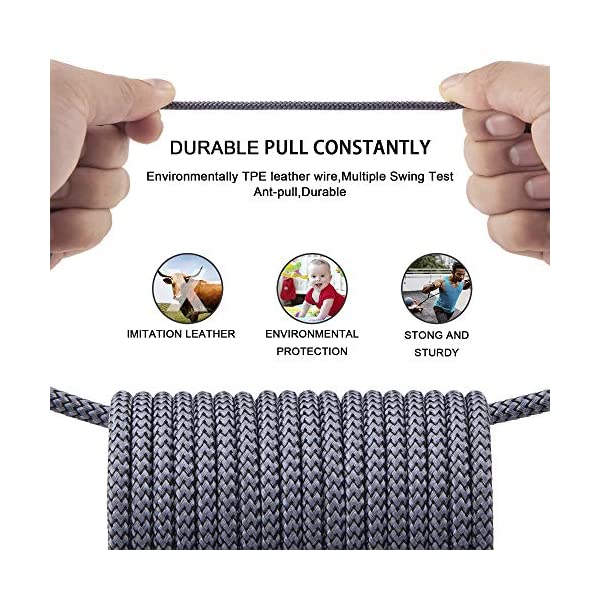 DURABLE PULL CONSTANTLY
Environmentally TPE leather wire,Multiple Swing Test
Ant-pull,Durable
IMITATION LEATHER
ENVIRONMENTAL
PROTECTION
STONG AND
STURDY